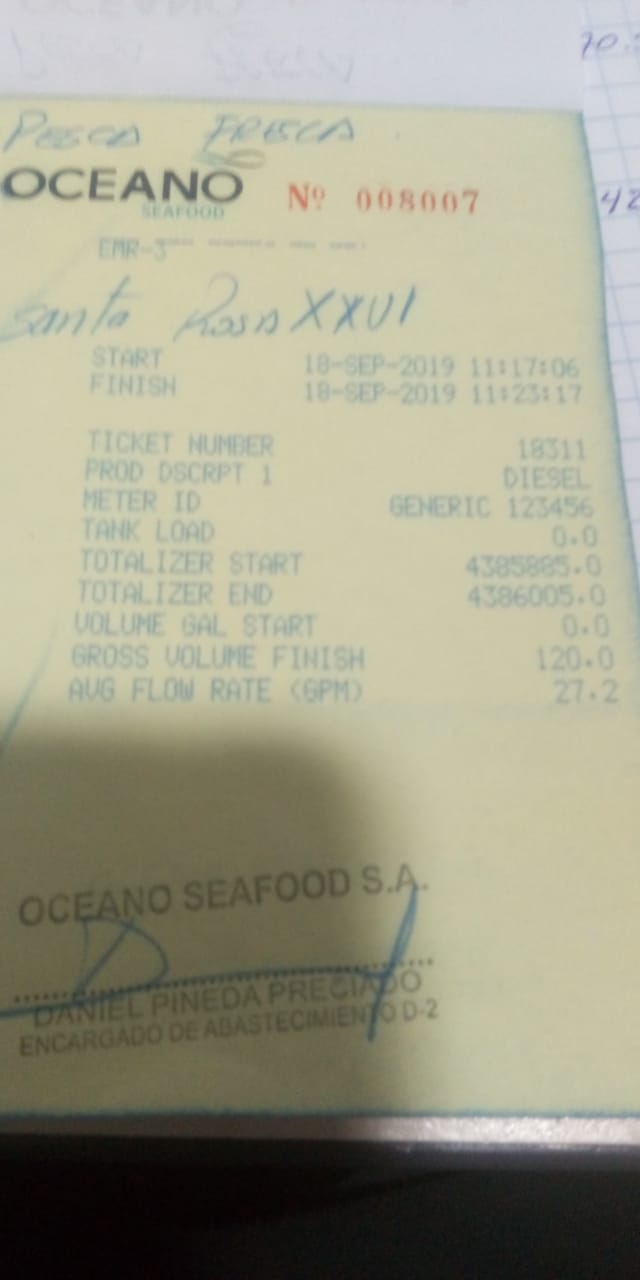 PESCA FRESCA
OCEANO
SEAFOOD
Nº 008007
EMR-3
Santa Rosa XXVI
START 18-SEP-2019 11:17:06
FINISH 18-SEP-2019 11:23:17
TICKET NUMBER 18311
PROD DSCRPT 1 DIESEL
METER ID GENERIC 123456
TANK LOAD 0.0
TOTALIZER START 4385885.0
TOTALIZER END 4386005.0
VOLUME GAL START 0.0
GROSS VOLUME FINISH 120.0
AVG FLOW RATE (GPM) 27.2
OCEANO SEAFOOD S.A.
DANIEL PINEDA PRECIADO
ENCARGADO DE ABASTECIMIENTO D-2